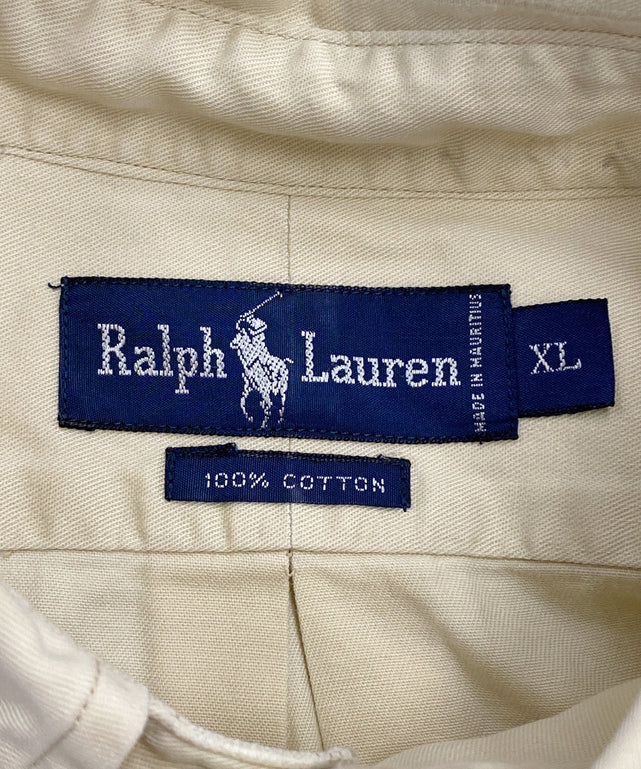 Ralph Lauren
MADE IN MAURITIUS
XL
100% COTTON